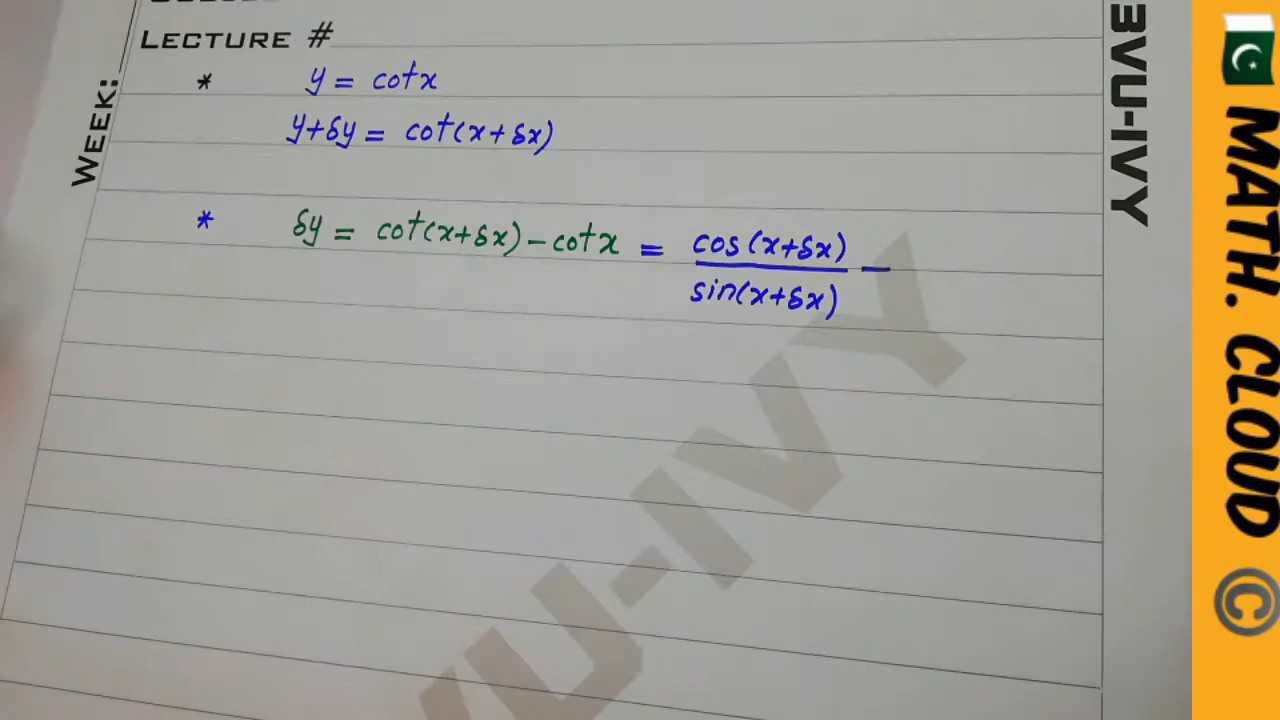 LECTURE #
WEEK:
* y = cotx
y+δy = cot(x+δx)
* δy = cot(x+δx) - cotx = cos(x+δx) / sin(x+δx) -
VU-IVY
3VU-IVY
MATH. CLOUD ©